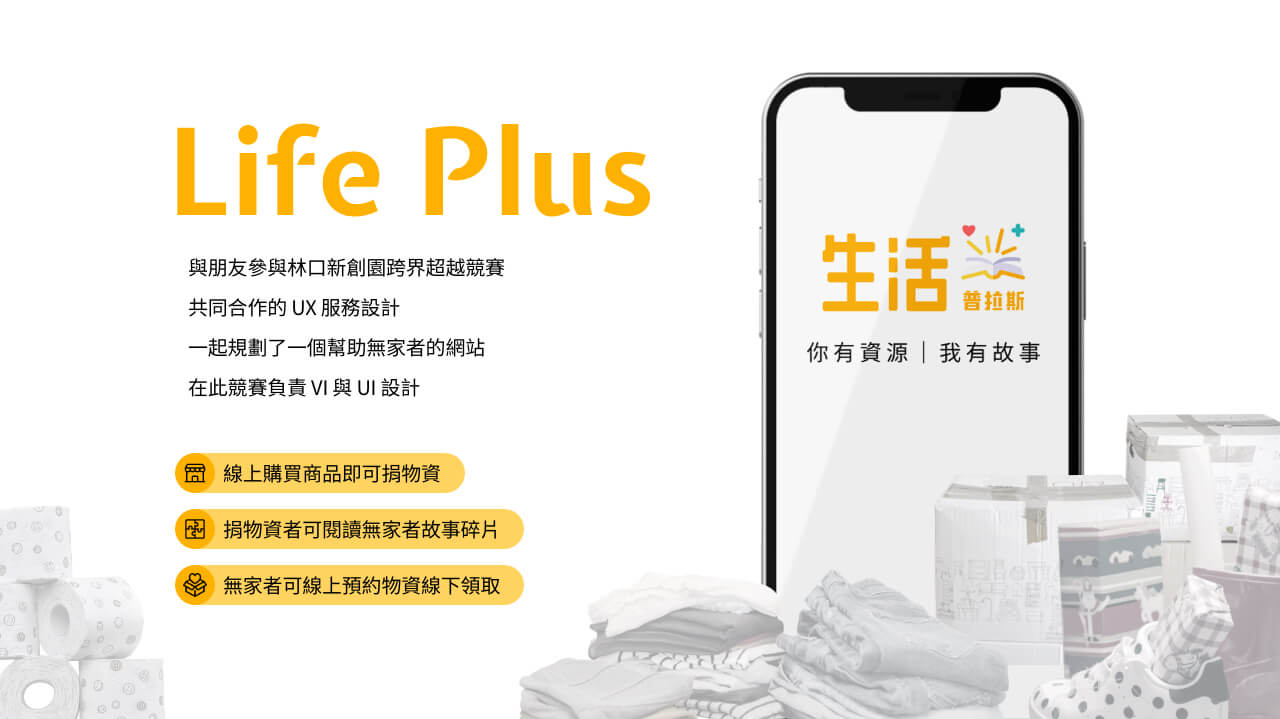 Life Plus
與朋友參與林口新創園跨界超越競賽
共同合作的 UX 服務設計
一起規劃了一個幫助無家者的網站
在此競賽負責 VI 與 UI 設計
線上購買商品即可捐物資
捐物資者可閱讀無家者故事碎片
無家者可線上預約物資線下領取
生活
普拉斯
你有資源｜我有故事